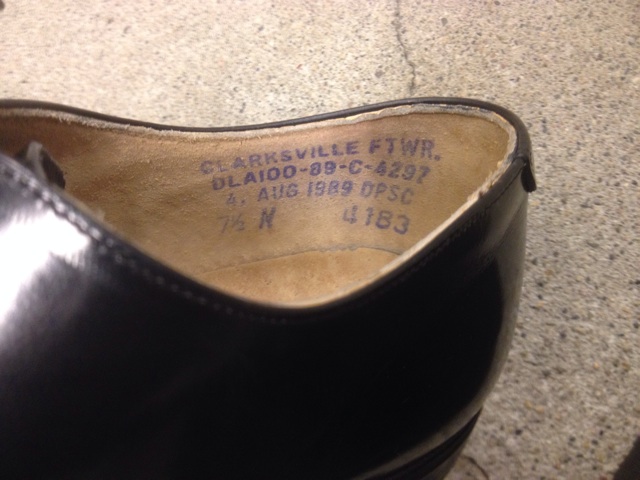 CLARKSVILLE FTWR.
DLA100-89-C-4297
4, AUG 1989 DPSC
7½ N 4183